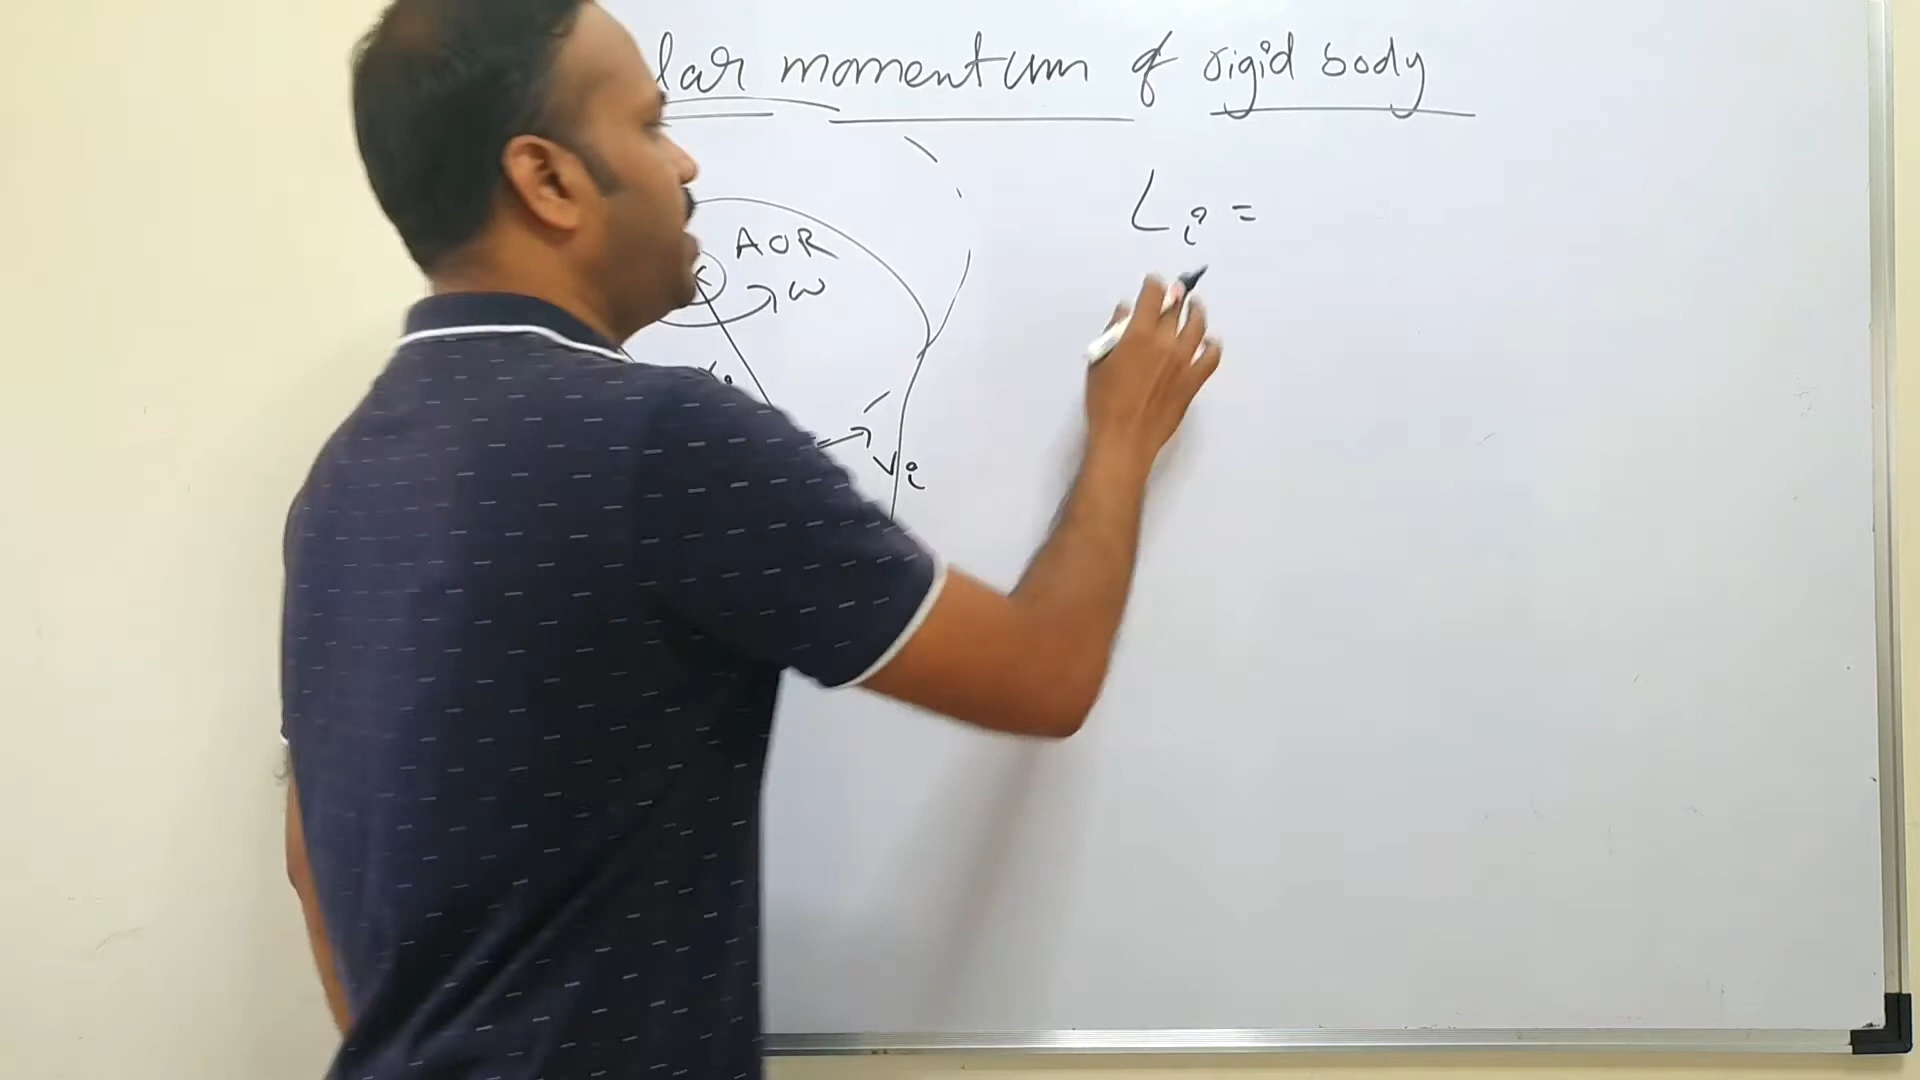 lar momentum of rigid body
Li =
AOR
ω
Vi